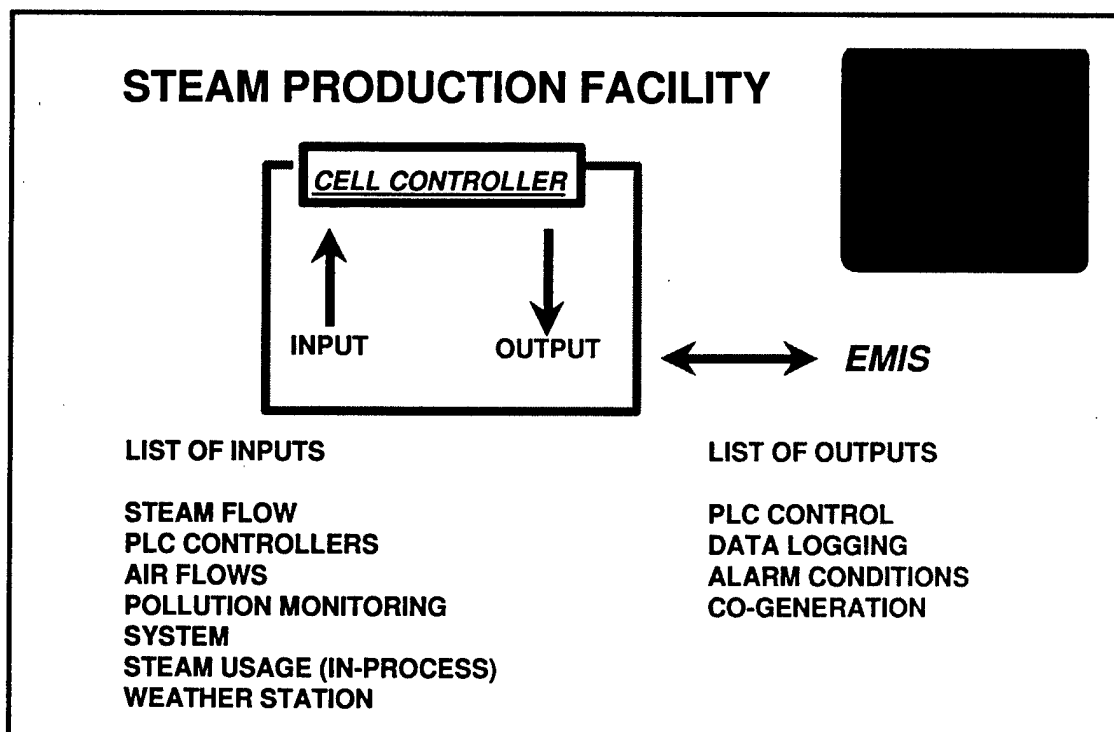 STEAM PRODUCTION FACILITY
CELL CONTROLLER
INPUT
OUTPUT
EMIS
LIST OF INPUTS
STEAM FLOW
PLC CONTROLLERS
AIR FLOWS
POLLUTION MONITORING
SYSTEM
STEAM USAGE (IN-PROCESS)
WEATHER STATION
LIST OF OUTPUTS
PLC CONTROL
DATA LOGGING
ALARM CONDITIONS
CO-GENERATION